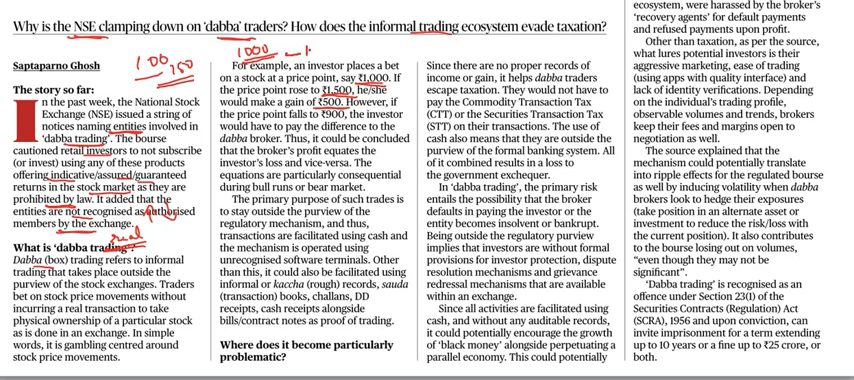 Why is the NSE clamping down on ‘dabba’ traders? How does the informal trading ecosystem evade taxation?
Saptaparno Ghosh
The story so far:
In the past week, the National Stock
Exchange (NSE) issued a string of
notices naming entities involved in
‘dabba trading’. The bourse
cautioned retail investors to not subscribe
(or invest) using any of these products
offering indicative/assured/guaranteed
returns in the stock market as they are
prohibited by law. It added that the
entities are not recognised as authorised
members by the exchange.
real
What is ‘dabba trading’?
Dabba (box) trading refers to informal
trading that takes place outside the
purview of the stock exchanges. Traders
bet on stock price movements without
incurring a real transaction to take
physical ownership of a particular stock
as is done in an exchange. In simple
words, it is gambling centred around
stock price movements.
100
150
1000
For example, an investor places a bet
on a stock at a price point, say ₹1,000. If
the price point rose to ₹1,500, he/she
would make a gain of ₹500. However, if
the price point falls to ₹900, the investor
would have to pay the difference to the
dabba broker. Thus, it could be concluded
that the broker’s profit equates the
investor’s loss and vice-versa. The
equations are particularly consequential
during bull runs or bear market.
The primary purpose of such trades is
to stay outside the purview of the
regulatory mechanism, and thus,
transactions are facilitated using cash and
the mechanism is operated using
unrecognised software terminals. Other
than this, it could also be facilitated using
informal or kaccha (rough) records, sauda
(transaction) books, challans, DD
receipts, cash receipts alongside
bills/contract notes as proof of trading.
Where does it become particularly
problematic?
Since there are no proper records of
income or gain, it helps dabba traders
escape taxation. They would not have to
pay the Commodity Transaction Tax
(CTT) or the Securities Transaction Tax
(STT) on their transactions. The use of
cash also means that they are outside the
purview of the formal banking system. All
of it combined results in a loss to
the government exchequer.
In ‘dabba trading’, the primary risk
entails the possibility that the broker
defaults in paying the investor or the
entity becomes insolvent or bankrupt.
Being outside the regulatory purview
implies that investors are without formal
provisions for investor protection, dispute
resolution mechanisms and grievance
redressal mechanisms that are available
within an exchange.
Since all activities are facilitated using
cash, and without any auditable records,
it could potentially encourage the growth
of ‘black money’ alongside perpetuating a
parallel economy. This could potentially
ecosystem, were harassed by the broker’s
‘recovery agents’ for default payments
and refused payments upon profit.
Other than taxation, as per the source,
what lures potential investors is their
aggressive marketing, ease of trading
(using apps with quality interface) and
lack of identity verifications. Depending
on the individual’s trading profile,
observable volumes and trends, brokers
keep their fees and margins open to
negotiation as well.
The source explained that the
mechanism could potentially translate
into ripple effects for the regulated bourse
as well by inducing volatility when dabba
brokers look to hedge their exposures
(take position in an alternate asset or
investment to reduce the risk/loss with
the current position). It also contributes
to the bourse losing out on volumes,
“even though they may not be
significant”.
‘Dabba trading’ is recognised as an
offence under Section 23(1) of the
Securities Contracts (Regulation) Act
(SCRA), 1956 and upon conviction, can
invite imprisonment for a term extending
up to 10 years or a fine up to ₹25 crore, or
both.